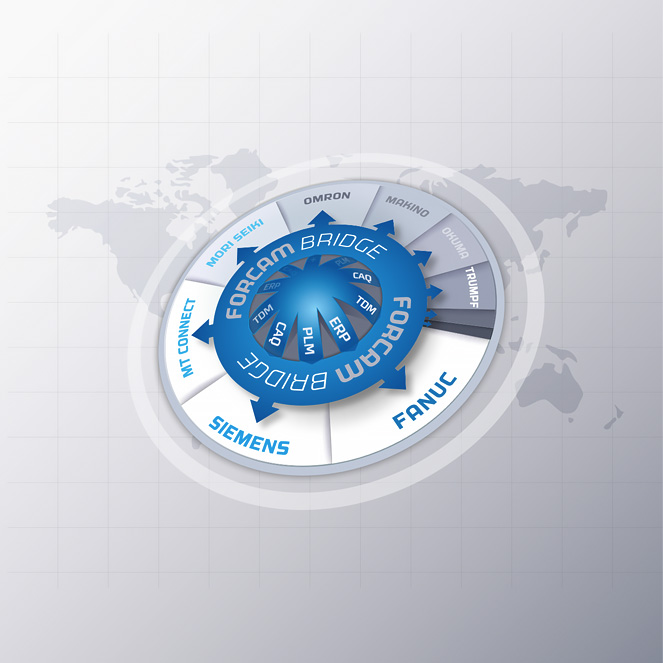 OMRON
MAKINO
OKUMA
TRUMPF
FANUC
SIEMENS
MT CONNECT
MORI SEIKI
FORCAM BRIDGE
FORCAM BRIDGE
CAQ
TDM
ERP
PLM
CAQ
TDM
ERP